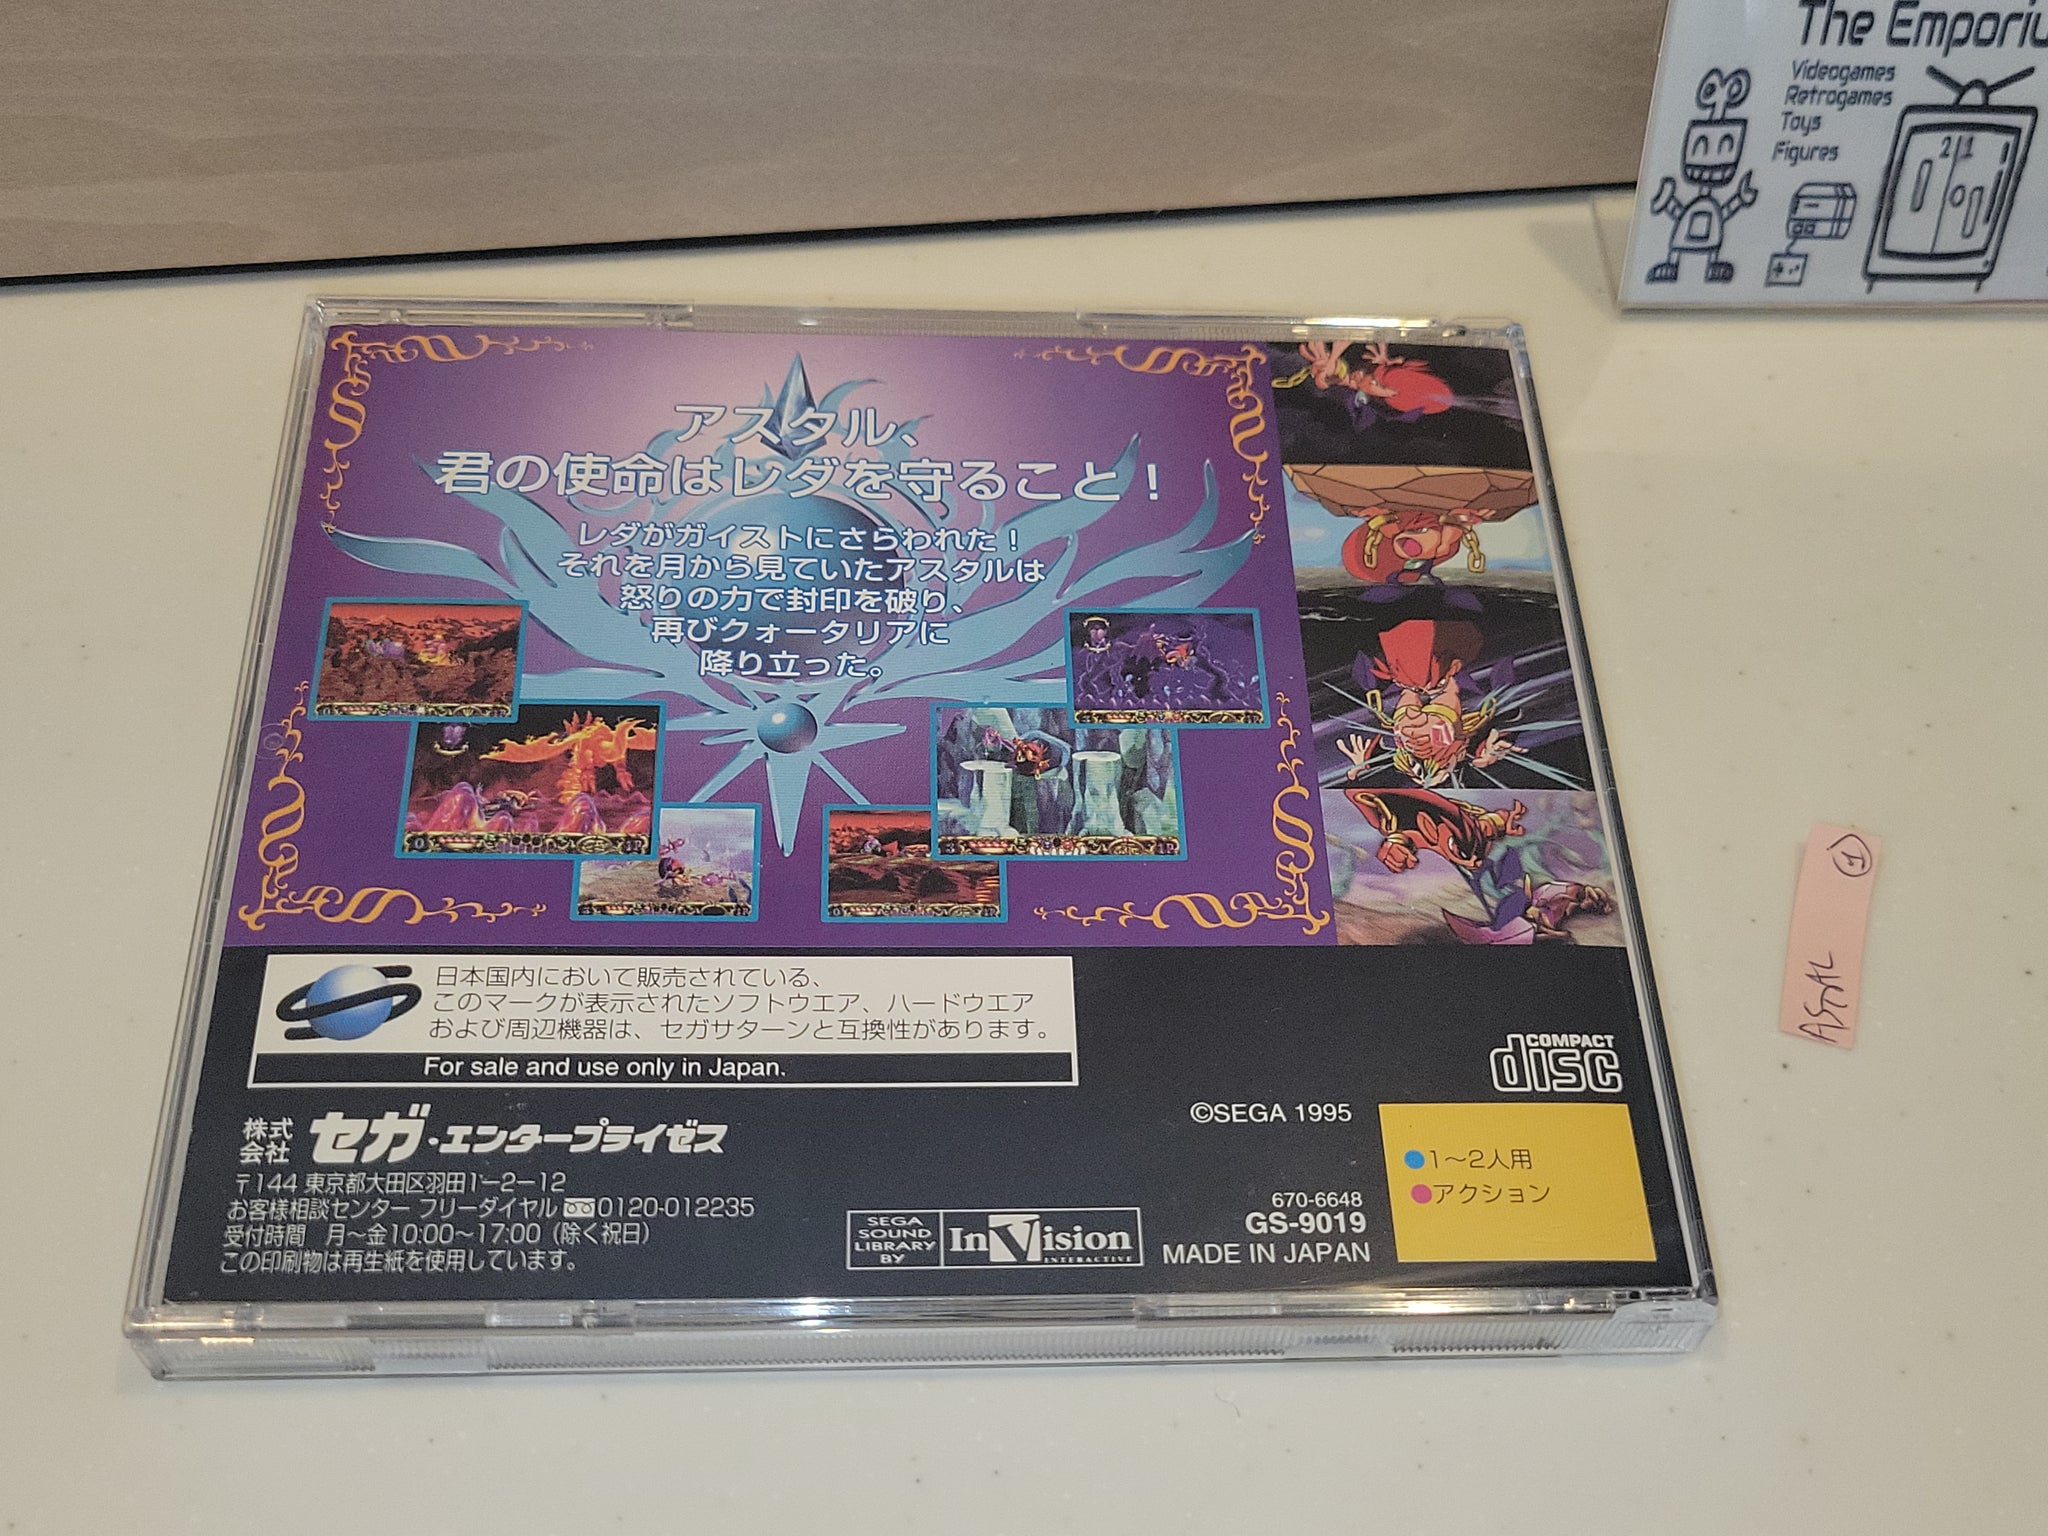 The Emporiu
Videogames
Retrogames
Toys
Figures
21
アスタル、
君の使命はレダを守ること！
レダがガイストにさらわれた！
それを月から見ていたアスタルは
怒りの力で封印を破り、
再びクォータリアに
降り立った。
日本国内において販売されている、
このマークが表示されたソフトウエア、ハードウエア
および周辺機器は、セガサターンと互換性があります。
For sale and use only in Japan.
COMPACT
disc
株式
会社
セガ・エンタープライゼス
〒144 東京都大田区羽田1-2-12
お客様相談センター フリーダイヤル 0120-012235
受付時間　月〜金10:00〜17:00（除く祝日）
この印刷物は再生紙を使用しています。
SEGA
SOUND
LIBRARY
BY
InVision
INTERACTIVE
©SEGA 1995
670-6648
GS-9019
MADE IN JAPAN
1〜2人用
アクション
ASTAL
1